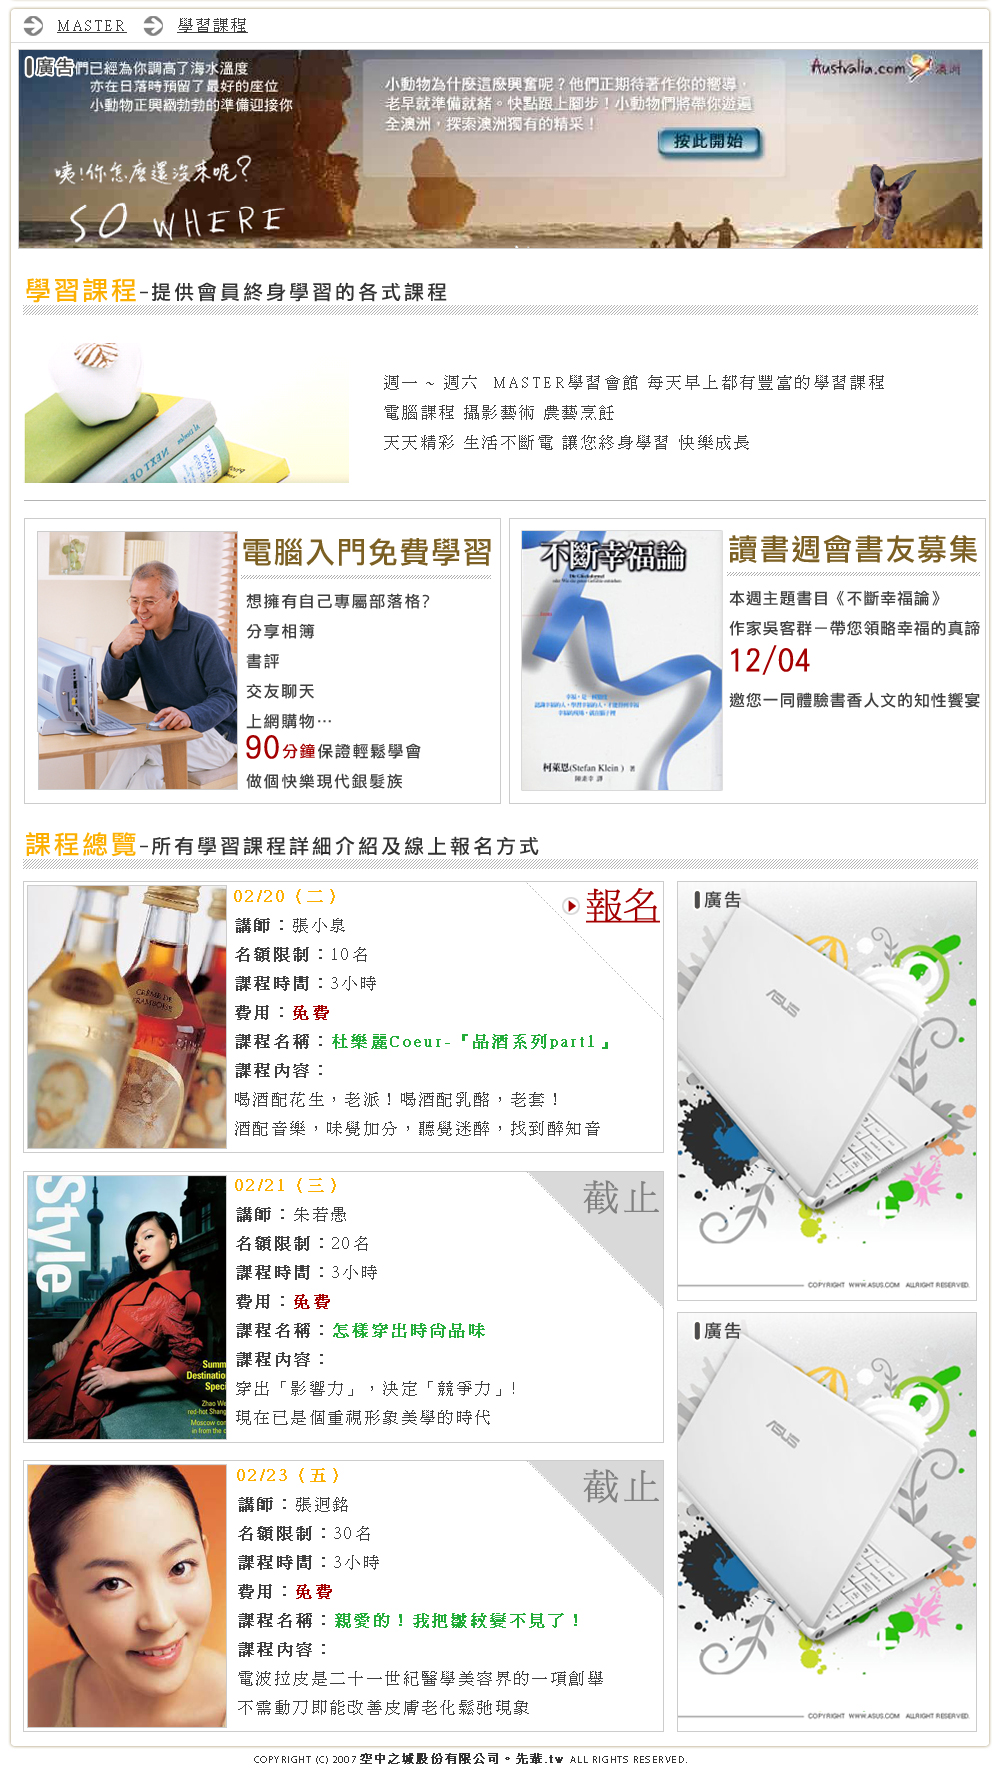 MASTER 學習課程
廣告
們已經為你調高了海水溫度
亦在日落時預留了最好的座位
小動物正興緻勃勃的準備迎接你
咦!你怎麼還沒來呢?
SO WHERE
小動物為什麼這麼興奮呢？他們正期待著作你的嚮導，
老早就準備就緒。快點跟上腳步！小動物們將帶你遊遍
全澳洲，探索澳洲獨有的精采！
按此開始
Australia.com 澳洲
學習課程-提供會員終身學習的各式課程
週一 ~ 週六 MASTER學習會館 每天早上都有豐富的學習課程
電腦課程 攝影藝術 農藝烹飪
天天精彩 生活不斷電 讓您終身學習 快樂成長
電腦入門免費學習
想擁有自己專屬部落格?
分享相簿
書評
交友聊天
上網購物…
90分鐘保證輕鬆學會
做個快樂現代銀髮族
不斷幸福論
柯萊恩(Stefan Klein) 著
陳素幸 譯
讀書週會書友募集
本週主題書目《不斷幸福論》
作家吳客群－帶您領略幸福的真諦
12/04
邀您一同體驗書香人文的知性饗宴
課程總覽-所有學習課程詳細介紹及線上報名方式
02/20 (二)
報名
講師：張小泉
名額限制：10名
課程時間：3小時
費用：免費
課程名稱：杜樂麗Coeur-『品酒系列part1』
課程內容：
喝酒配花生，老派！喝酒配乳酪，老套！
酒配音樂，味覺加分，聽覺迷醉，找到醉知音
Style
02/21 (三)
截止
講師：朱若愚
名額限制：20名
課程時間：3小時
費用：免費
課程名稱：怎樣穿出時尚品味
課程內容：
穿出「影響力」，決定「競爭力」!
現在已是個重視形象美學的時代
02/23 (五)
截止
講師：張迥銘
名額限制：30名
課程時間：3小時
費用：免費
課程名稱：親愛的！我把皺紋變不見了！
課程內容：
電波拉皮是二十一世紀醫學美容界的一項創舉
不需動刀即能改善皮膚老化鬆弛現象
廣告
ASUS
COPYRIGHT WWW.ASUS.COM ALLRIGHT RESERVED.
廣告
ASUS
COPYRIGHT WWW.ASUS.COM ALLRIGHT RESERVED.
COPYRIGHT (C) 2007 空中之城股份有限公司。先華.tw ALL RIGHTS RESERVED.